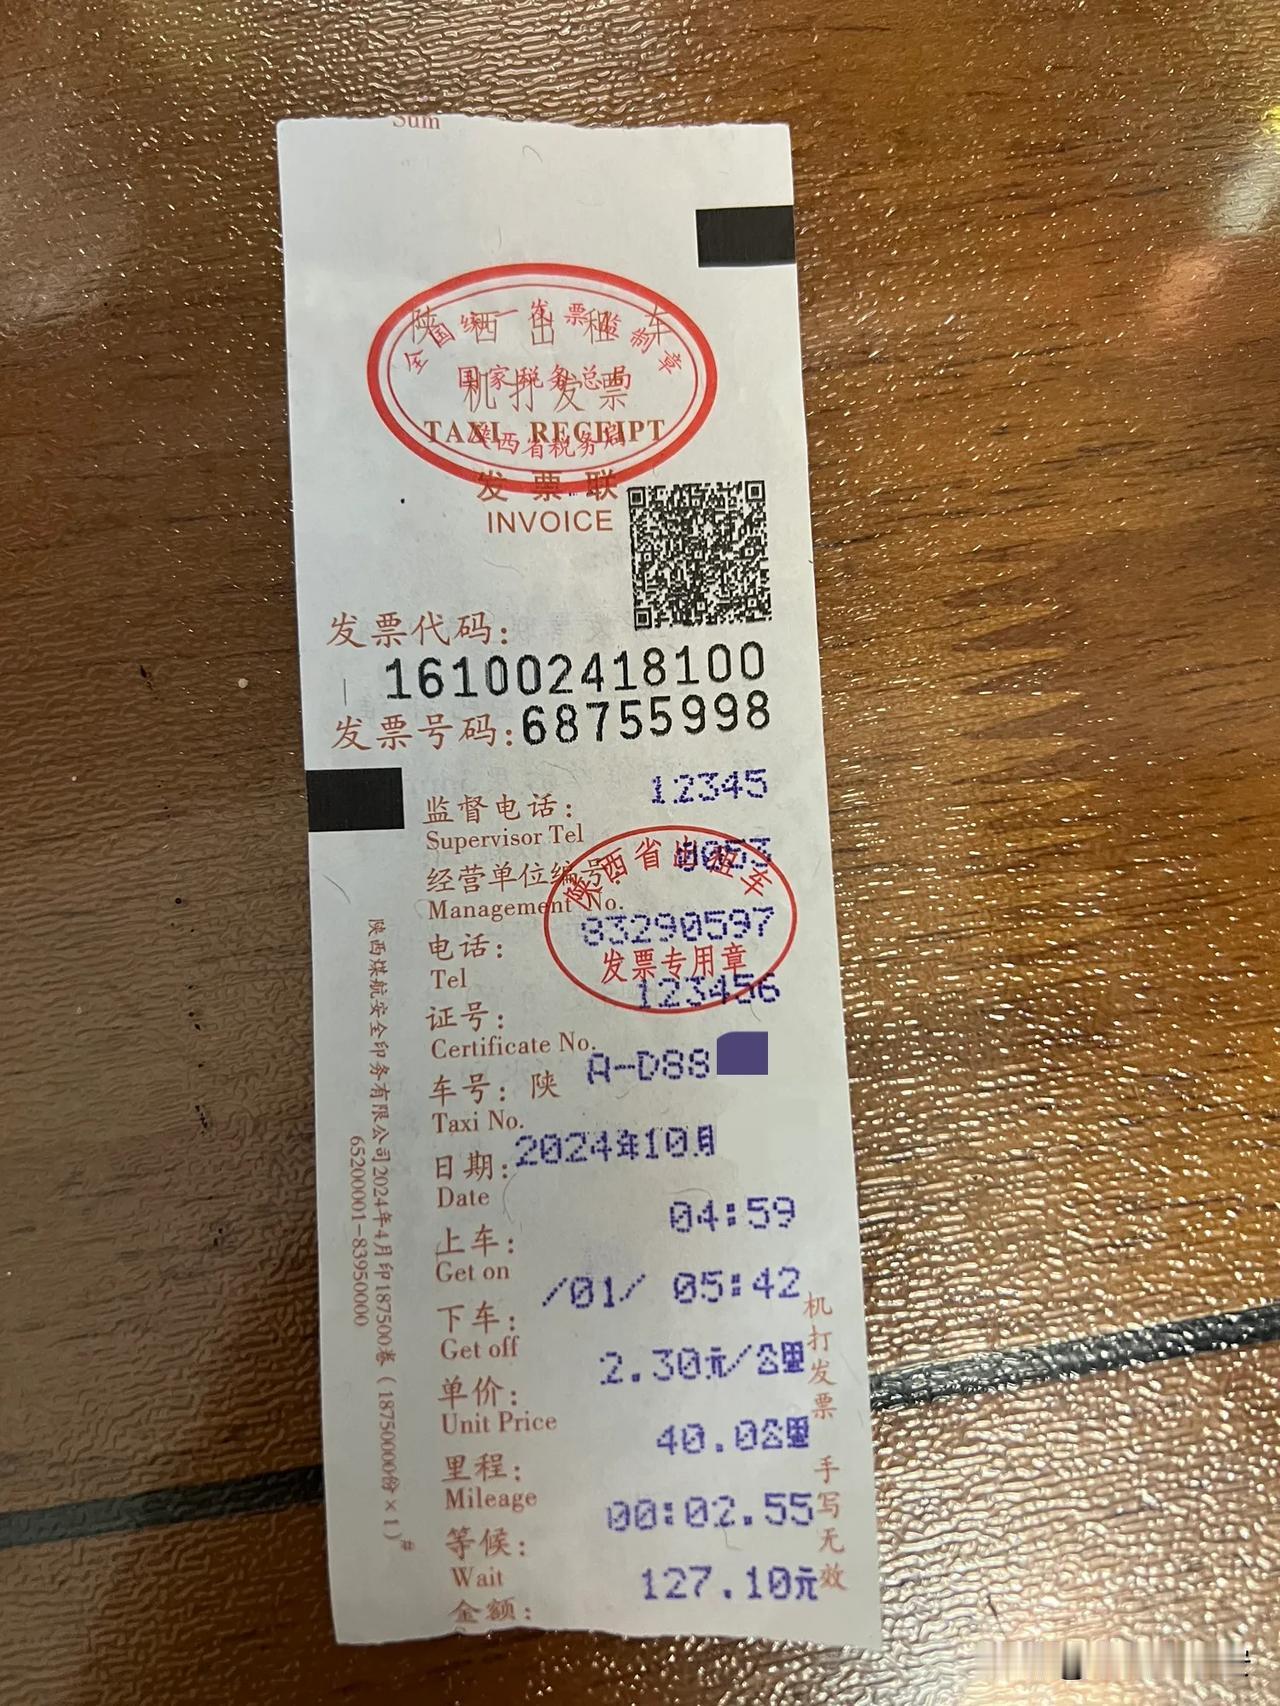 Sum
全国统一发票监制章
陕西出租车
国家税务总局
机打发票
TAXI RECEIPT
陕西省税务局
发票联
INVOICE
发票代码:
161002418100
发票号码:68755998
监督电话: 12345
Supervisor Tel
经营单位编号: 0053
Management No.
电话: 83290597
Tel
陕西省出租车
发票专用章
证号: 123456
Certificate No.
车号: 陕 A-D88
Taxi No.
日期: 2024年10月
Date
上车: 04:59
Get on
下车: /01/ 05:42
Get off
单价: 2.30元/公里
Unit Price
里程: 40.0公里
Mileage
等候: 00:02.55
Wait
金额: 127.10元
机打发票 手写无效
陕西煤航安全印务有限公司2024年4月印187500卷(18750000份×1)#
65200001-83950000